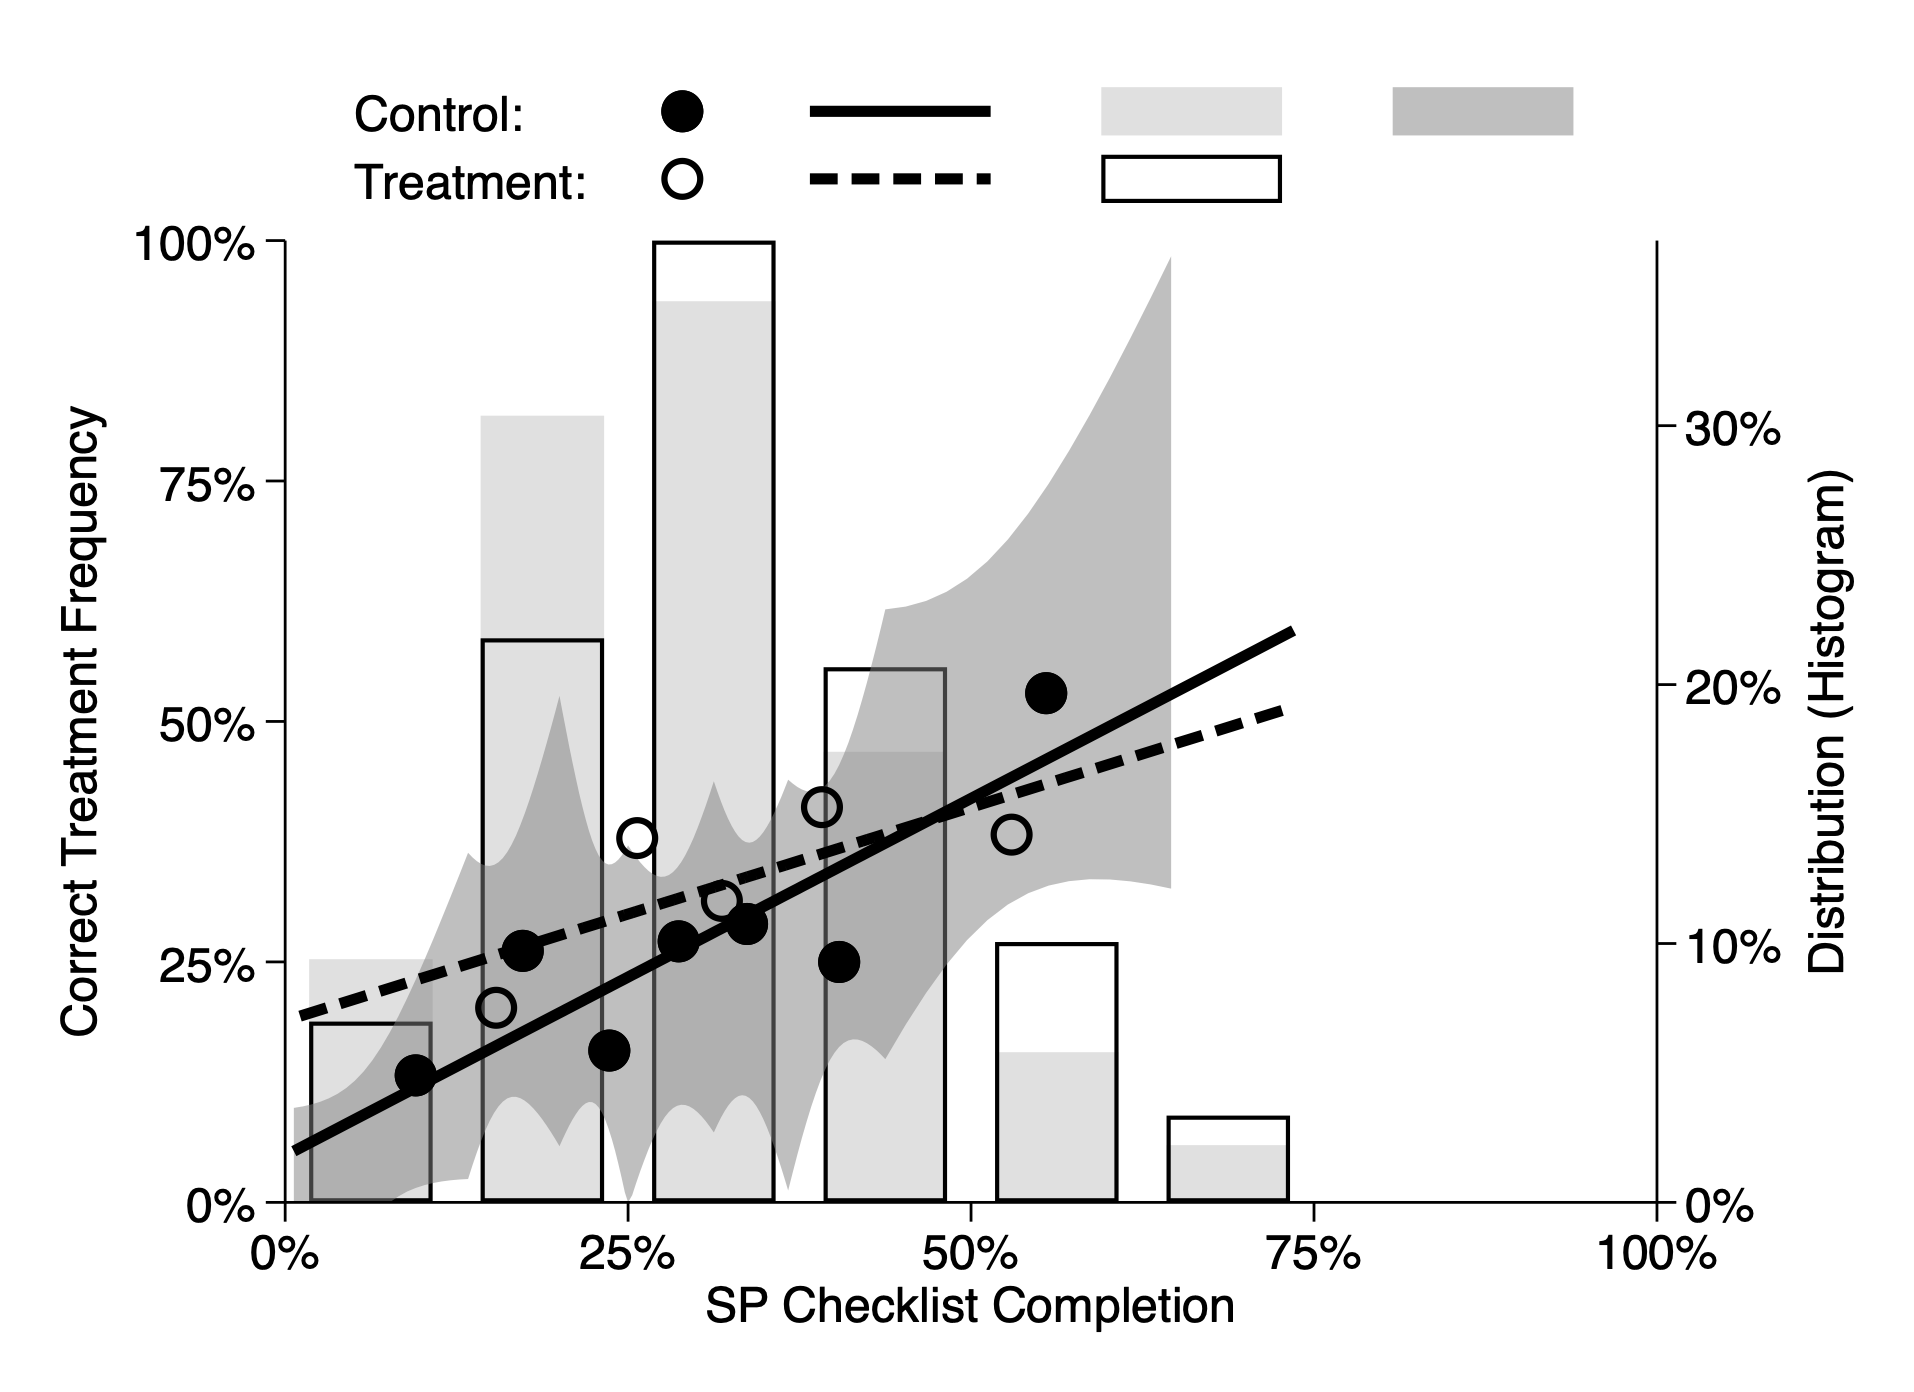 Control:
Treatment:
100%
75%
50%
25%
0%
Correct Treatment Frequency
30%
20%
10%
0%
Distribution (Histogram)
0% 25% 50% 75% 100%
SP Checklist Completion